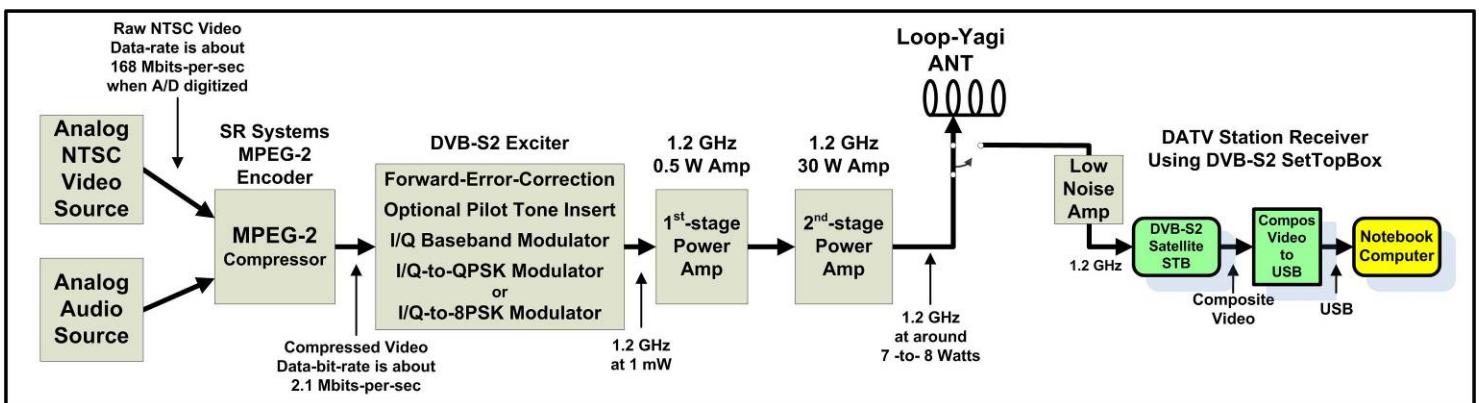 Raw NTSC Video
Data-rate is about
168 Mbits-per-sec
when A/D digitized
Analog
NTSC
Video
Source
Analog
Audio
Source
SR Systems
MPEG-2
Encoder
MPEG-2
Compressor
Compressed Video
Data-bit-rate is about
2.1 Mbits-per-sec
DVB-S2 Exciter
Forward-Error-Correction
Optional Pilot Tone Insert
I/Q Baseband Modulator
I/Q-to-QPSK Modulator
or
I/Q-to-8PSK Modulator
1.2 GHz
at 1 mW
1.2 GHz
0.5 W Amp
1st-stage
Power
Amp
1.2 GHz
30 W Amp
2nd-stage
Power
Amp
1.2 GHz
at around
7 -to- 8 Watts
Loop-Yagi
ANT
Low
Noise
Amp
1.2 GHz
DATV Station Receiver
Using DVB-S2 SetTopBox
DVB-S2
Satellite
STB
Composite
Video
Compos
Video
to
USB
USB
Notebook
Computer